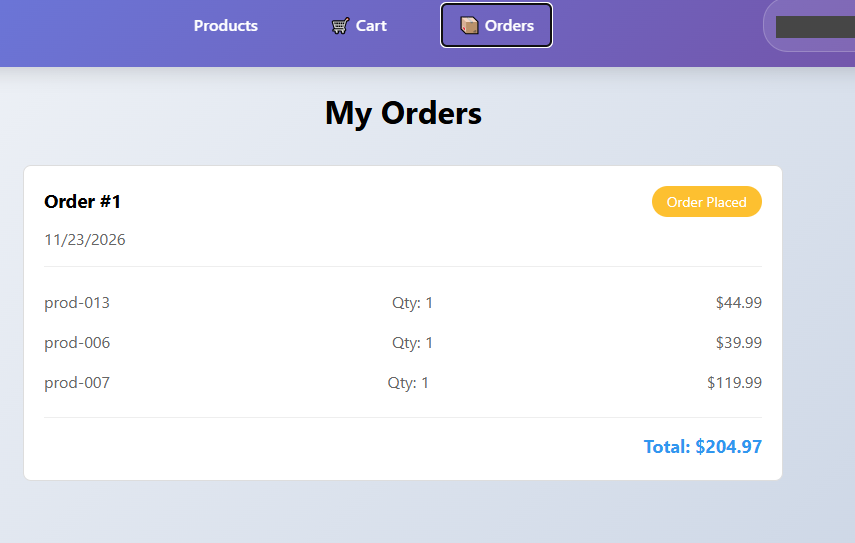 Products 🛒 Cart 📦 Orders
My Orders
Order #1 Order Placed
11/23/2026
prod-013 Qty: 1 $44.99
prod-006 Qty: 1 $39.99
prod-007 Qty: 1 $119.99
Total: $204.97